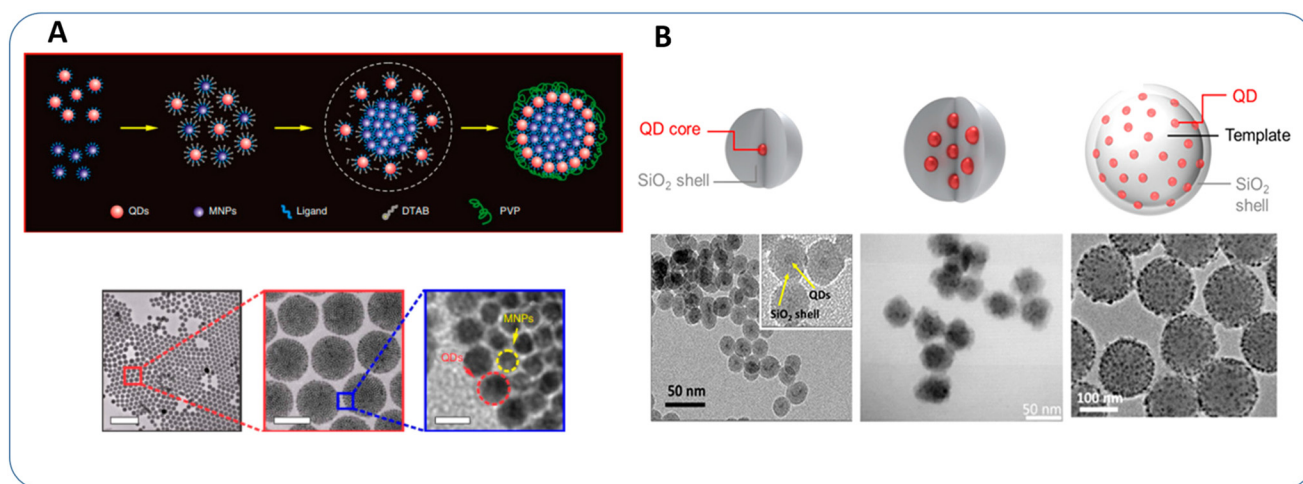 A
QDs
MNPs
Ligand
DTAB
PVP
QDs
MNPs
B
QD core
SiO₂ shell
QD
Template
SiO₂
shell
QDs
SiO₂ shell
50 nm
50 nm
100 nm